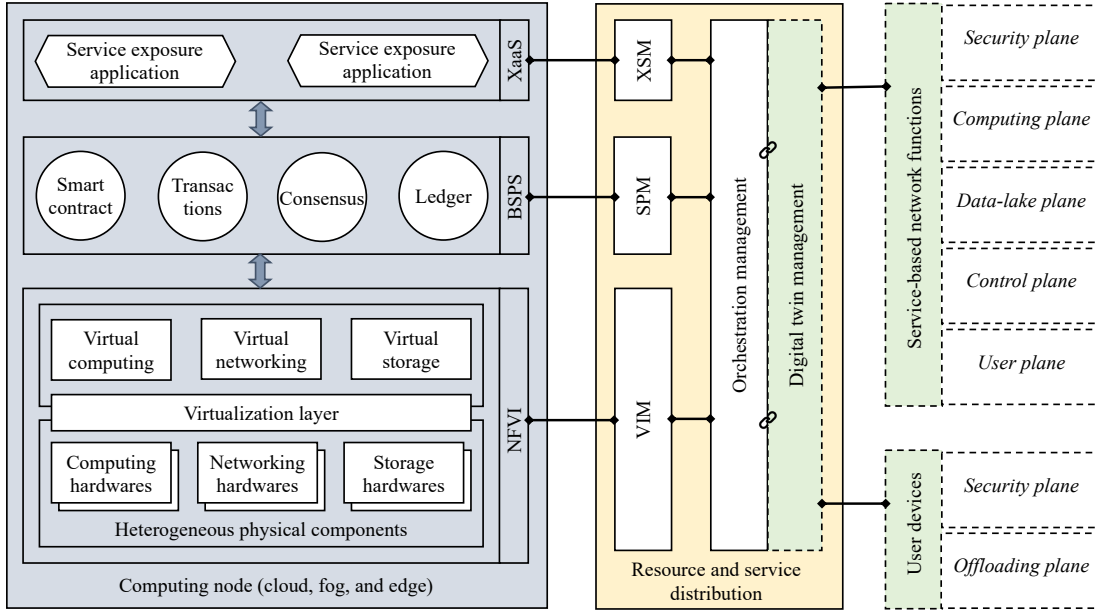 Service exposure
application
Service exposure
application
XaaS
Smart
contract
Transac
tions
Consensus
Ledger
BSPS
Virtual
computing
Virtual
networking
Virtual
storage
Virtualization layer
Computing
hardwares
Networking
hardwares
Storage
hardwares
Heterogeneous physical components
NFVI
Computing node (cloud, fog, and edge)
XSM
SPM
VIM
Orchestration management
Digital twin management
Resource and service
distribution
Service-based network functions
Security plane
Computing plane
Data-lake plane
Control plane
User plane
User devices
Security plane
Offloading plane